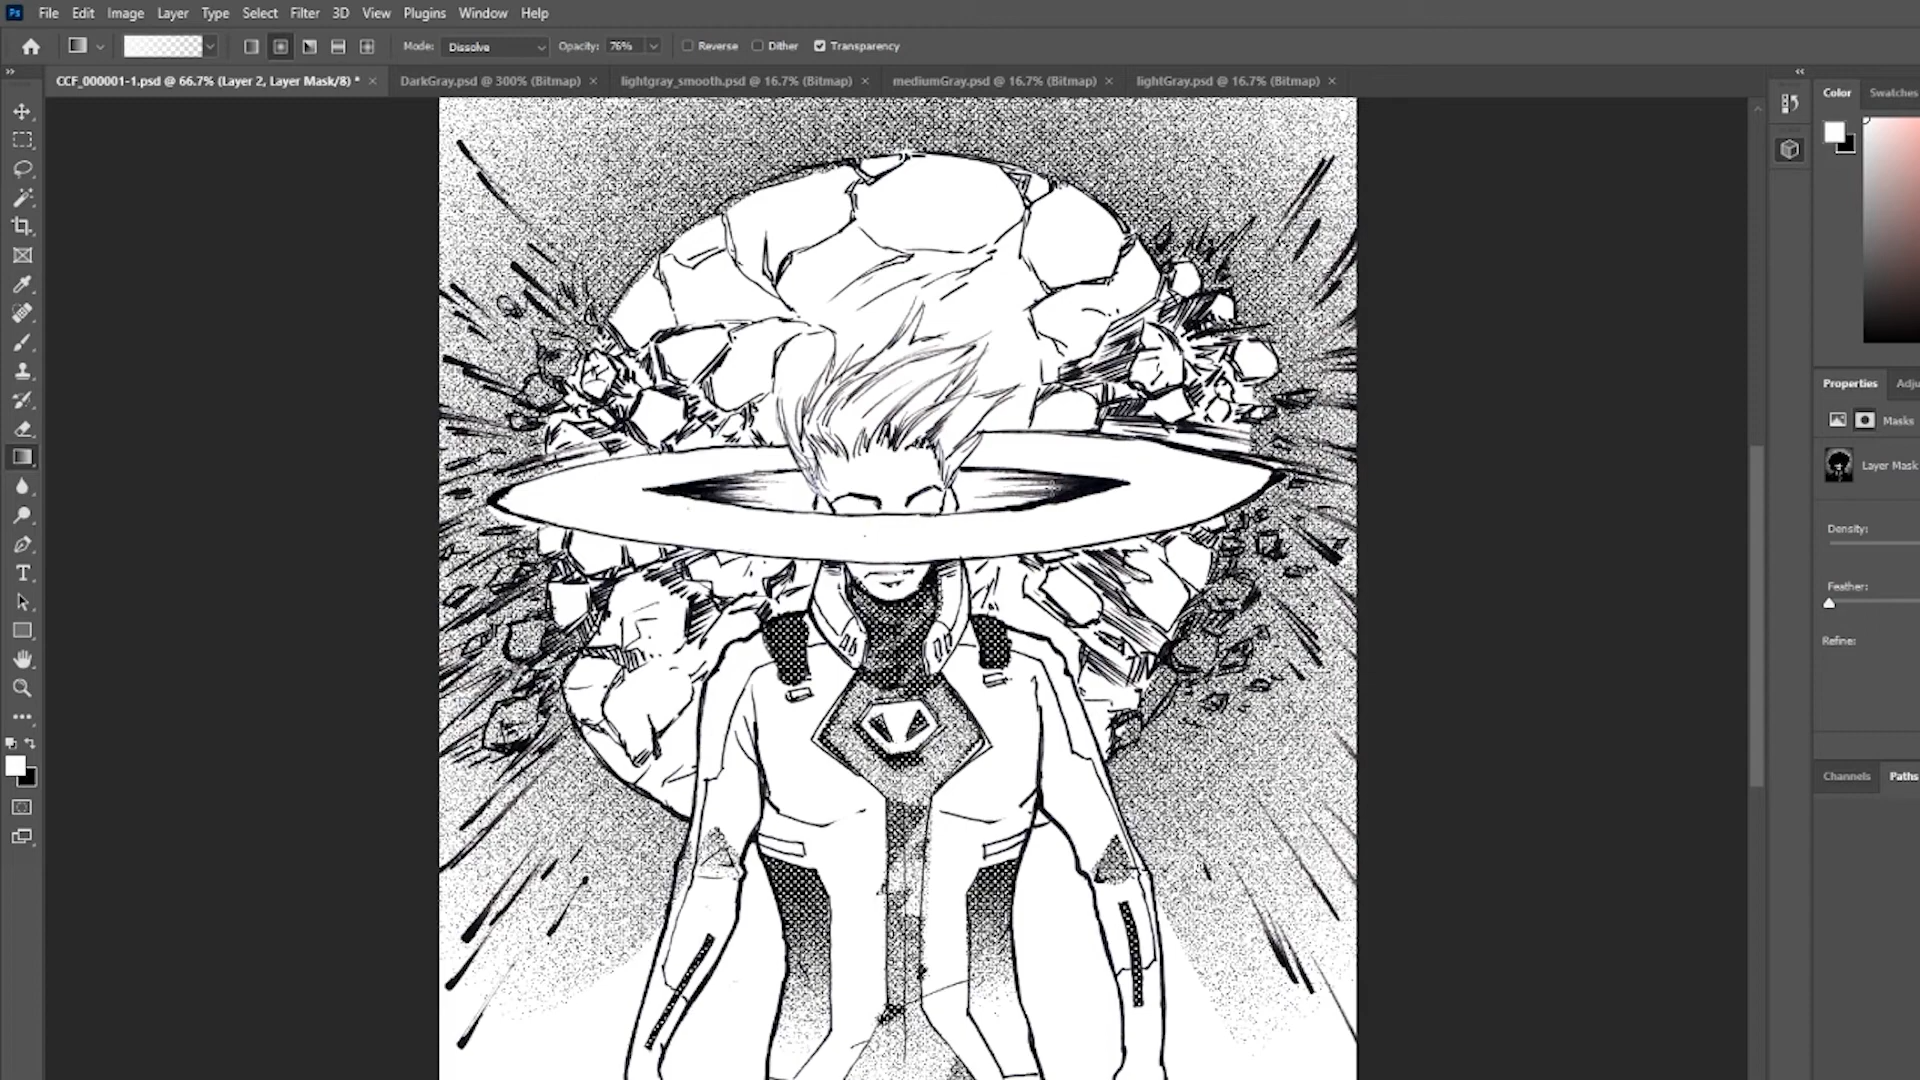 Ps File Edit Image Layer Type Select Filter 3D View Plugins Window Help
Mode: Dissolve Opacity: 76% Reverse Dither Transparency
CCF_000001-1.psd @ 66.7% (Layer 2, Layer Mask/8) * × DarkGray.psd @ 300% (Bitmap) × lightgray_smooth.psd @ 16.7% (Bitmap) × mediumGray.psd @ 16.7% (Bitmap) × lightGray.psd @ 16.7% (Bitmap) ×
Color Swatches
Properties Adju
Masks
Layer Mask
Density:
Feather:
Refine:
Channels Paths